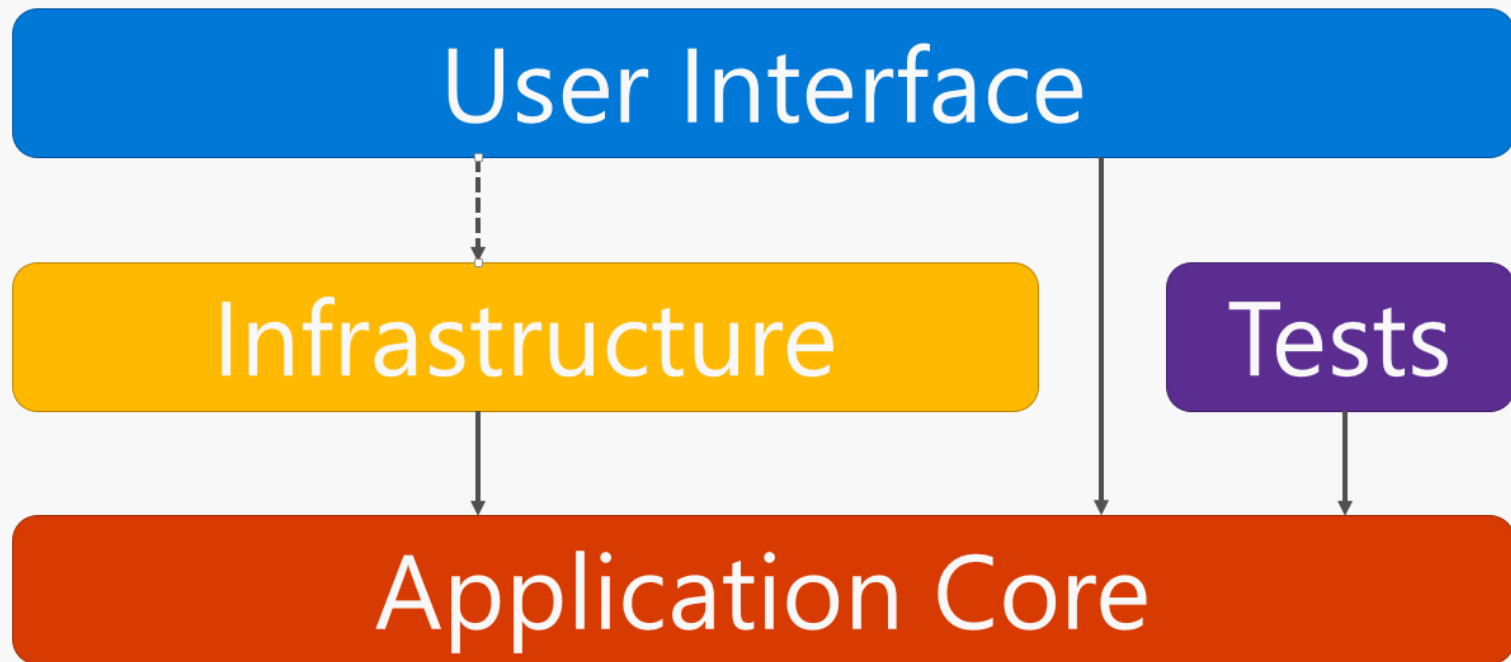 User Interface
Infrastructure
Tests
Application Core